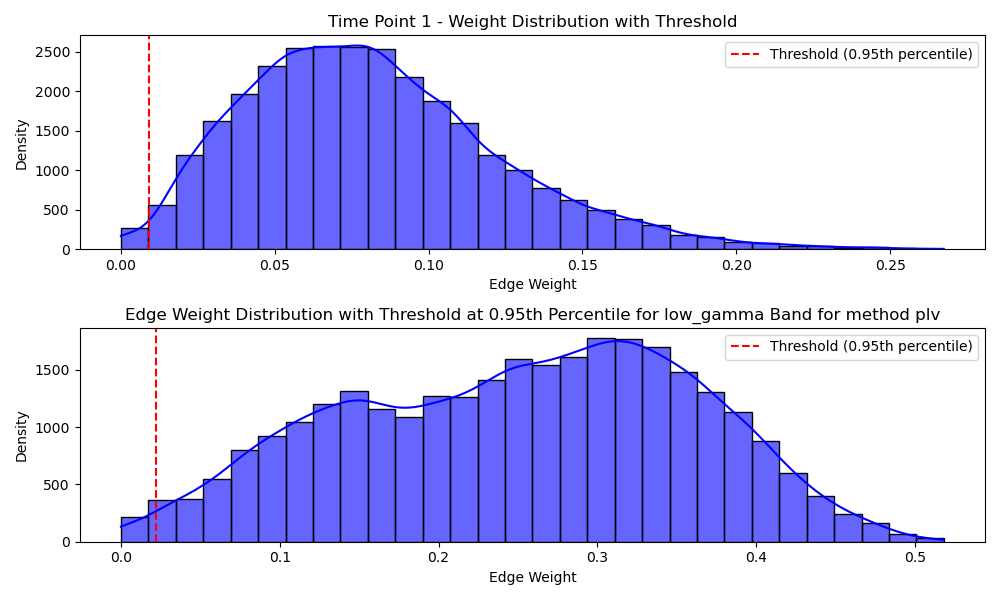 Time Point 1 - Weight Distribution with Threshold
Threshold (0.95th percentile)
2500
2000
1500
1000
500
0
Density
0.00 0.05 0.10 0.15 0.20 0.25
Edge Weight
Edge Weight Distribution with Threshold at 0.95th Percentile for low_gamma Band for method plv
Threshold (0.95th percentile)
1500
1000
500
0
Density
0.0 0.1 0.2 0.3 0.4 0.5
Edge Weight